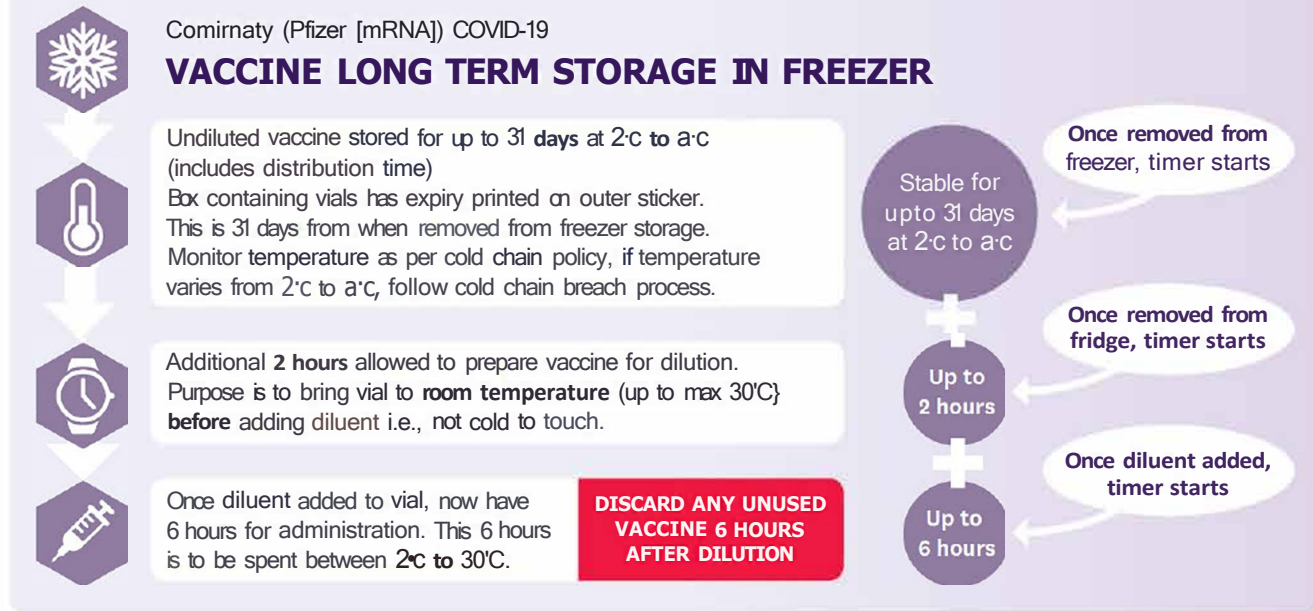 Comirnaty (Pfizer [mRNA]) COVID-19
VACCINE LONG TERM STORAGE IN FREEZER
Undiluted vaccine stored for up to 31 days at 2·c to a·c
(includes distribution time)
Box containing vials has expiry printed on outer sticker.
This is 31 days from when removed from freezer storage.
Monitor temperature as per cold chain policy, if temperature
varies from 2·c to a·c, follow cold chain breach process.
Once removed from
freezer, timer starts
Stable for
upto 31 days
at 2·c to a·c
Additional 2 hours allowed to prepare vaccine for dilution.
Purpose is to bring vial to room temperature (up to max 30'C}
before adding diluent i.e., not cold to touch.
Once removed from
fridge, timer starts
Up to
2 hours
Once diluent added to vial, now have
6 hours for administration. This 6 hours
is to be spent between 2·c to 30'C.
DISCARD ANY UNUSED
VACCINE 6 HOURS
AFTER DILUTION
Once diluent added,
timer starts
Up to
6 hours